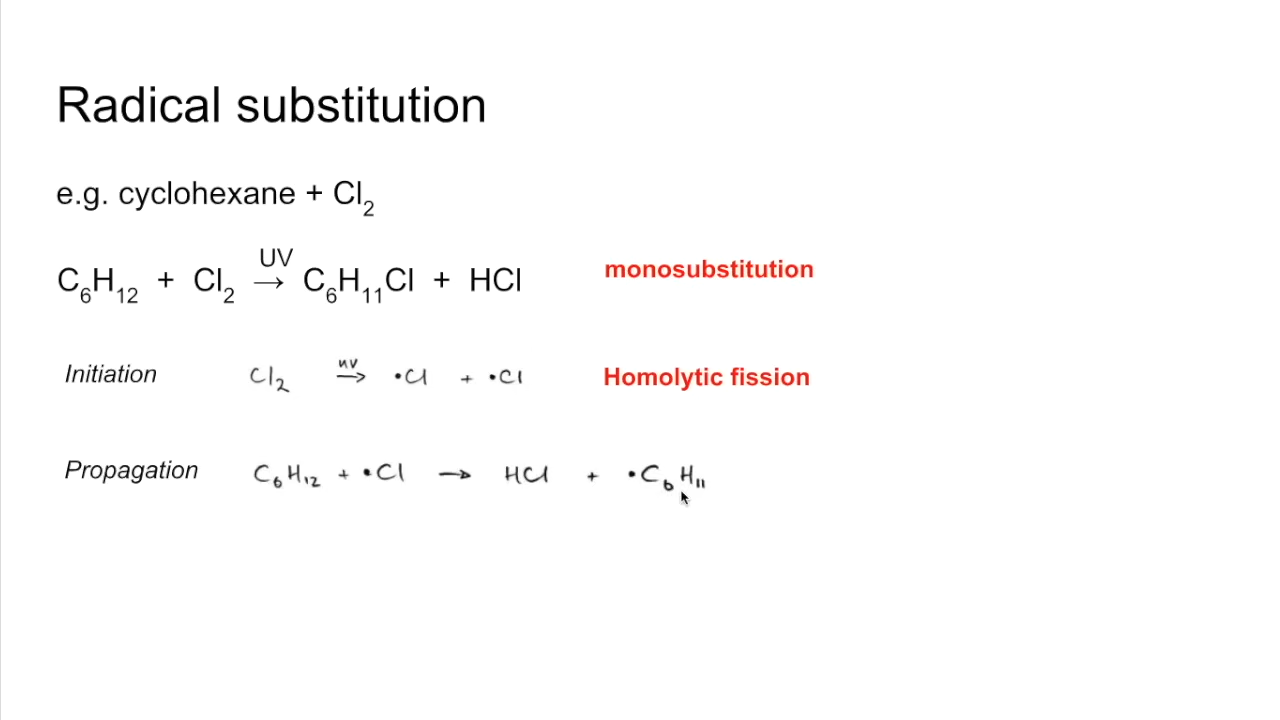 Radical substitution
e.g. cyclohexane + Cl₂
C₆H₁₂ + Cl₂ UV → C₆H₁₁Cl + HCl
monosubstitution
Initiation Cl₂ uv → •Cl + •Cl
Homolytic fission
Propagation C₆H₁₂ + •Cl → HCl + •C₆H₁₁